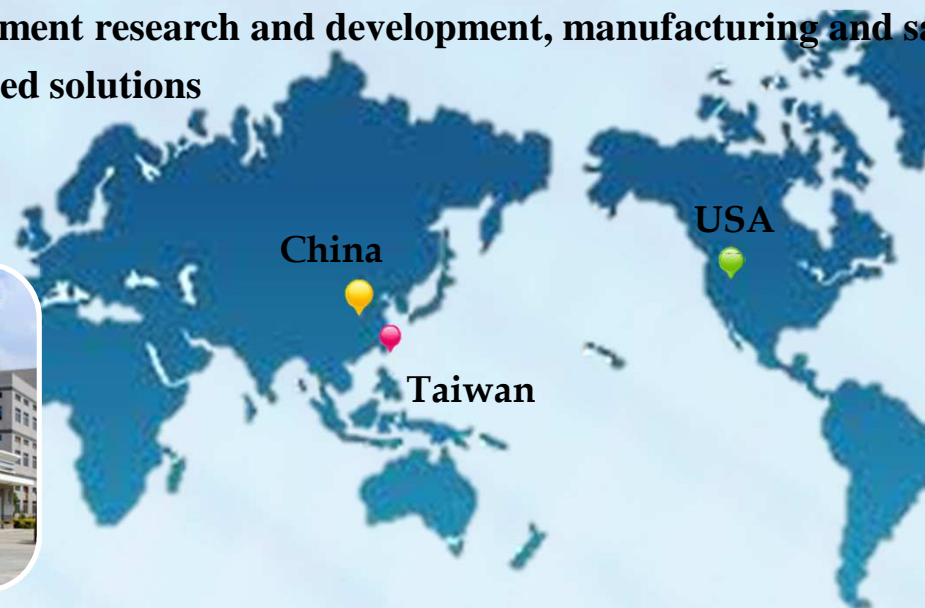 ment research and development, manufacturing and sa
ed solutions
USA
China
Taiwan